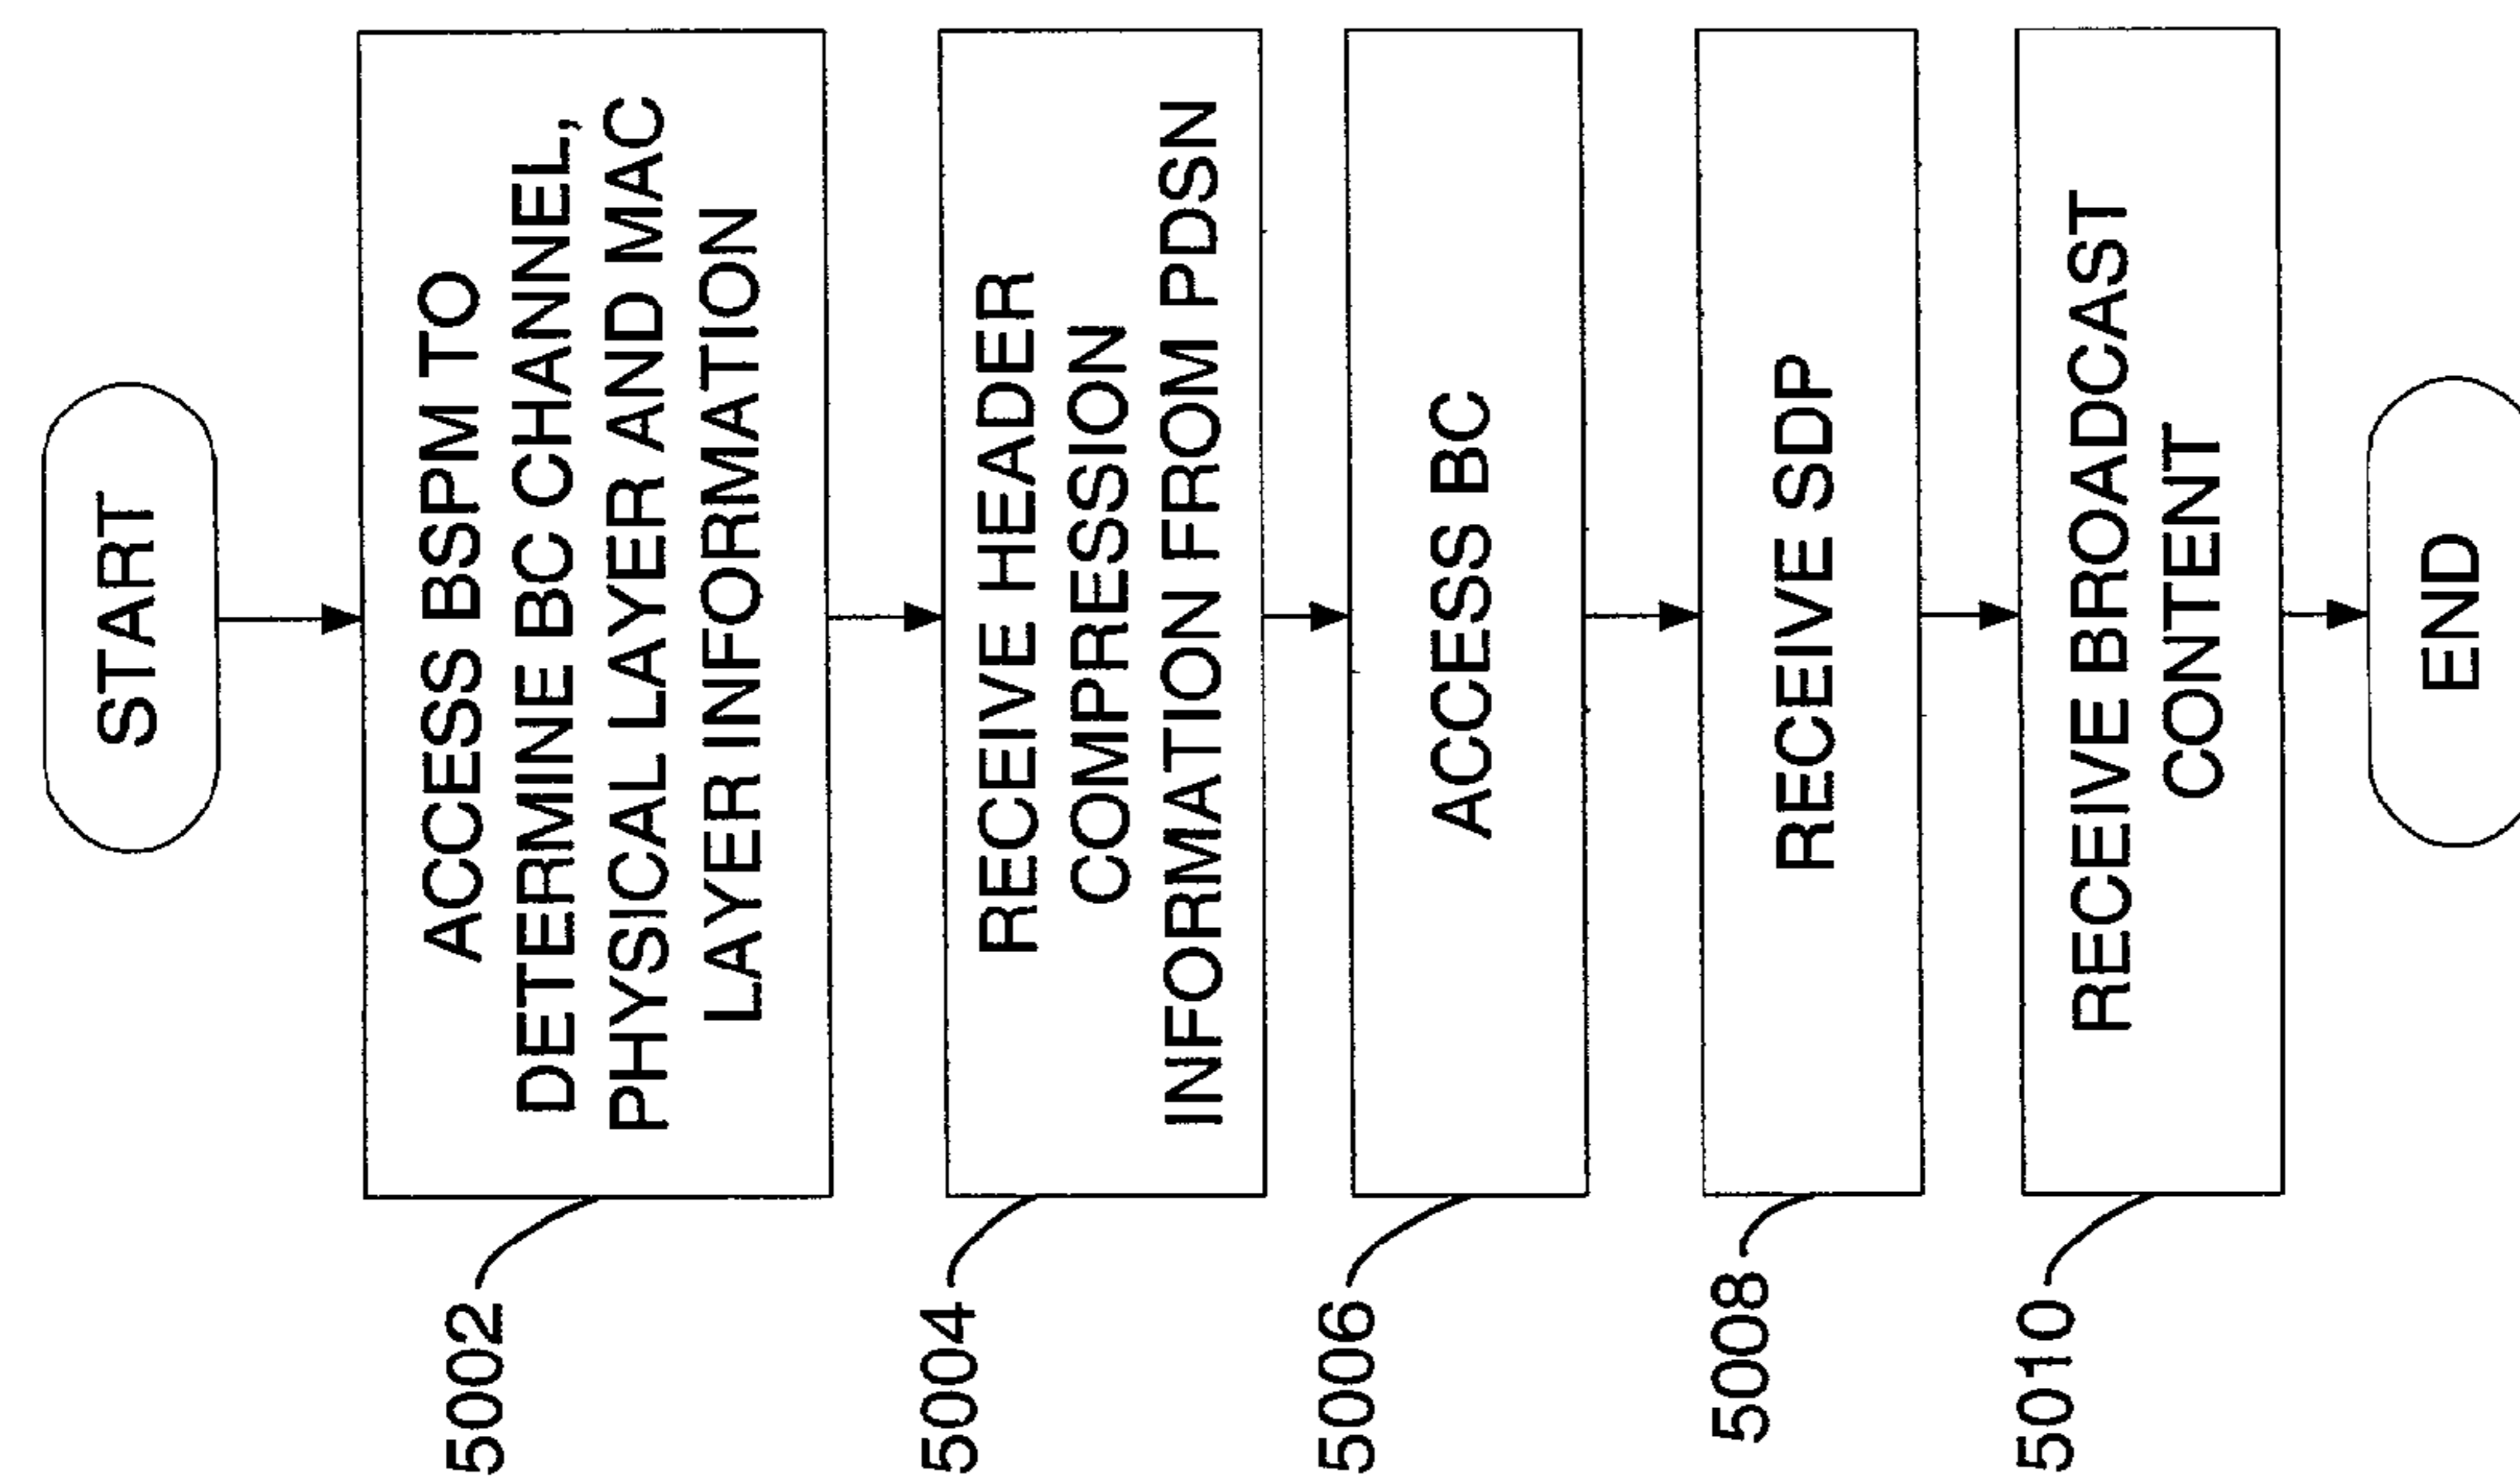 START
5002
ACCESS BSPM TO
DETERMINE BC CHANNEL,
PHYSICAL LAYER AND MAC
LAYER INFORMATION
5004
RECEIVE HEADER
COMPRESSION
INFORMATION FROM PDSN
5006
ACCESS BC
5008
RECEIVE SDP
5010
RECEIVE BROADCAST
CONTENT
END